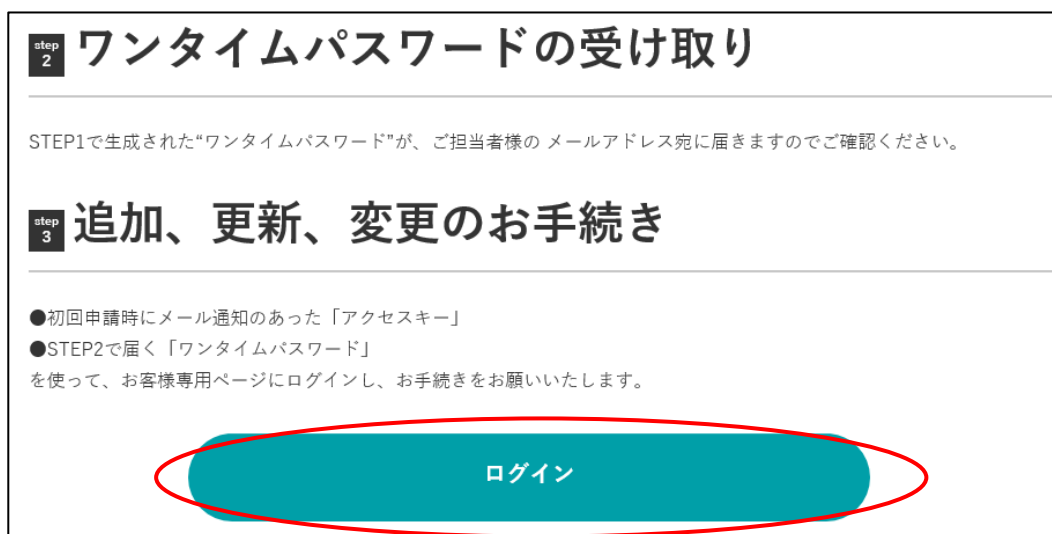 step
2
ワンタイムパスワードの受け取り
STEP1で生成された“ワンタイムパスワード”が、ご担当者様の メールアドレス宛に届きますのでご確認ください。
step
3
追加、更新、変更のお手続き
●初回申請時にメール通知のあった「アクセスキー」
●STEP2で届く「ワンタイムパスワード」
を使って、お客様専用ページにログインし、お手続きをお願いいたします。
ログイン